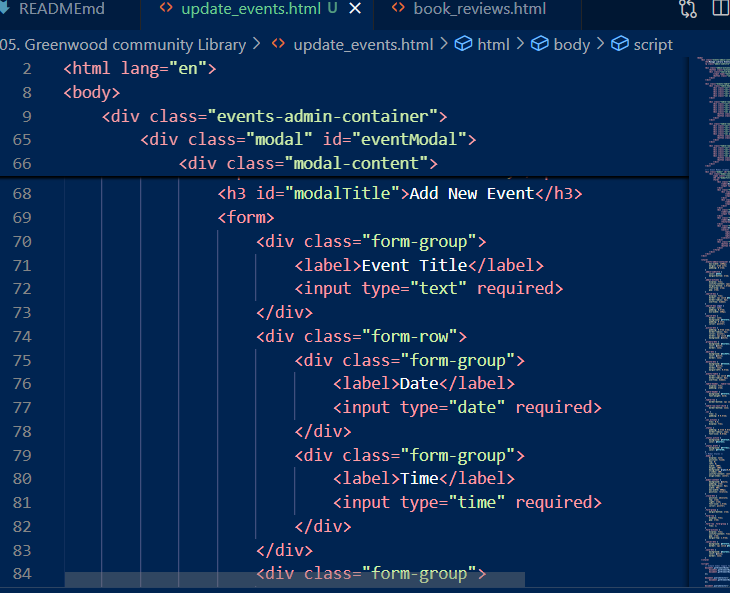 READMEmd
<> update_events.html U ×
<> book_reviews.html
05. Greenwood community Library > <> update_events.html > html > body > script
2 <html lang="en">
8 <body>
9 <div class="events-admin-container">
65 <div class="modal" id="eventModal">
66 <div class="modal-content">
68 <h3 id="modalTitle">Add New Event</h3>
69 <form>
70 <div class="form-group">
71 <label>Event Title</label>
72 <input type="text" required>
73 </div>
74 <div class="form-row">
75 <div class="form-group">
76 <label>Date</label>
77 <input type="date" required>
78 </div>
79 <div class="form-group">
80 <label>Time</label>
81 <input type="time" required>
82 </div>
83 </div>
84 <div class="form-group">